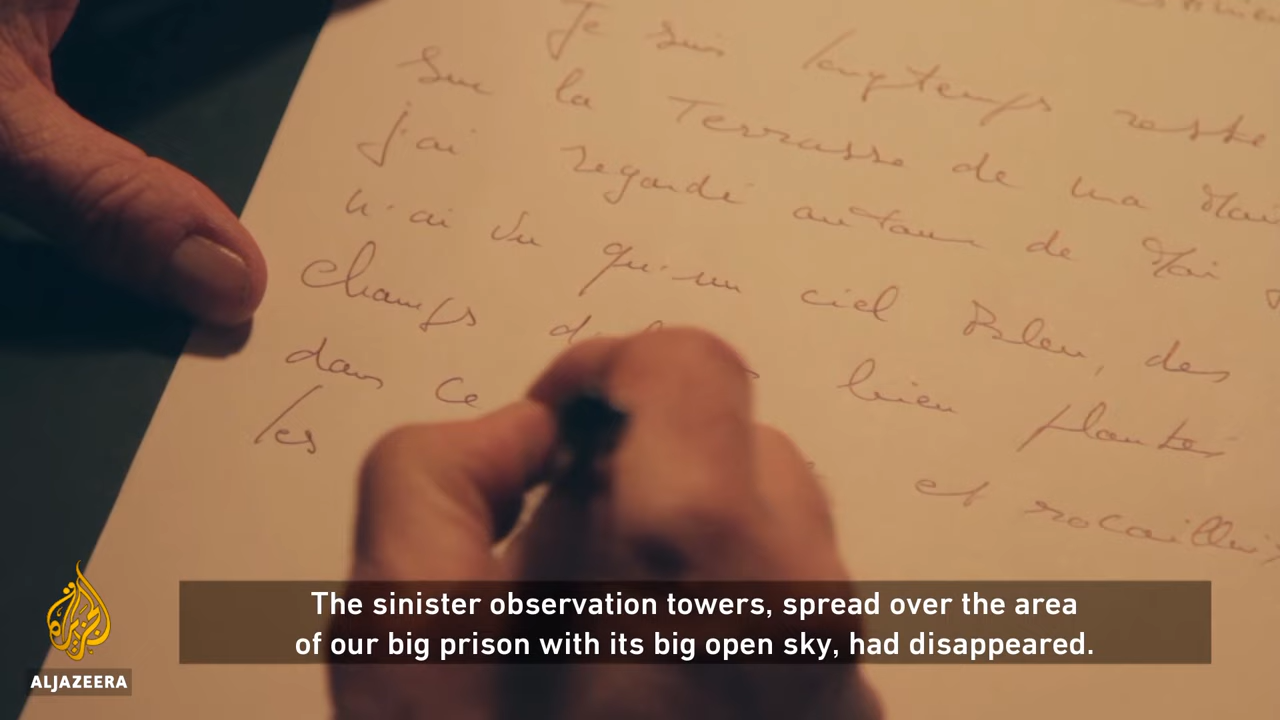 Je suis longtemps reste
Sur la Terrasse de ma
j'ai regardé autour de Moi
n'ai vu qu'un ciel Bleu, des
champs bien plantés
dans ce et
les
The sinister observation towers, spread over the area
of our big prison with its big open sky, had disappeared.
الجزيرة
ALJAZEERA